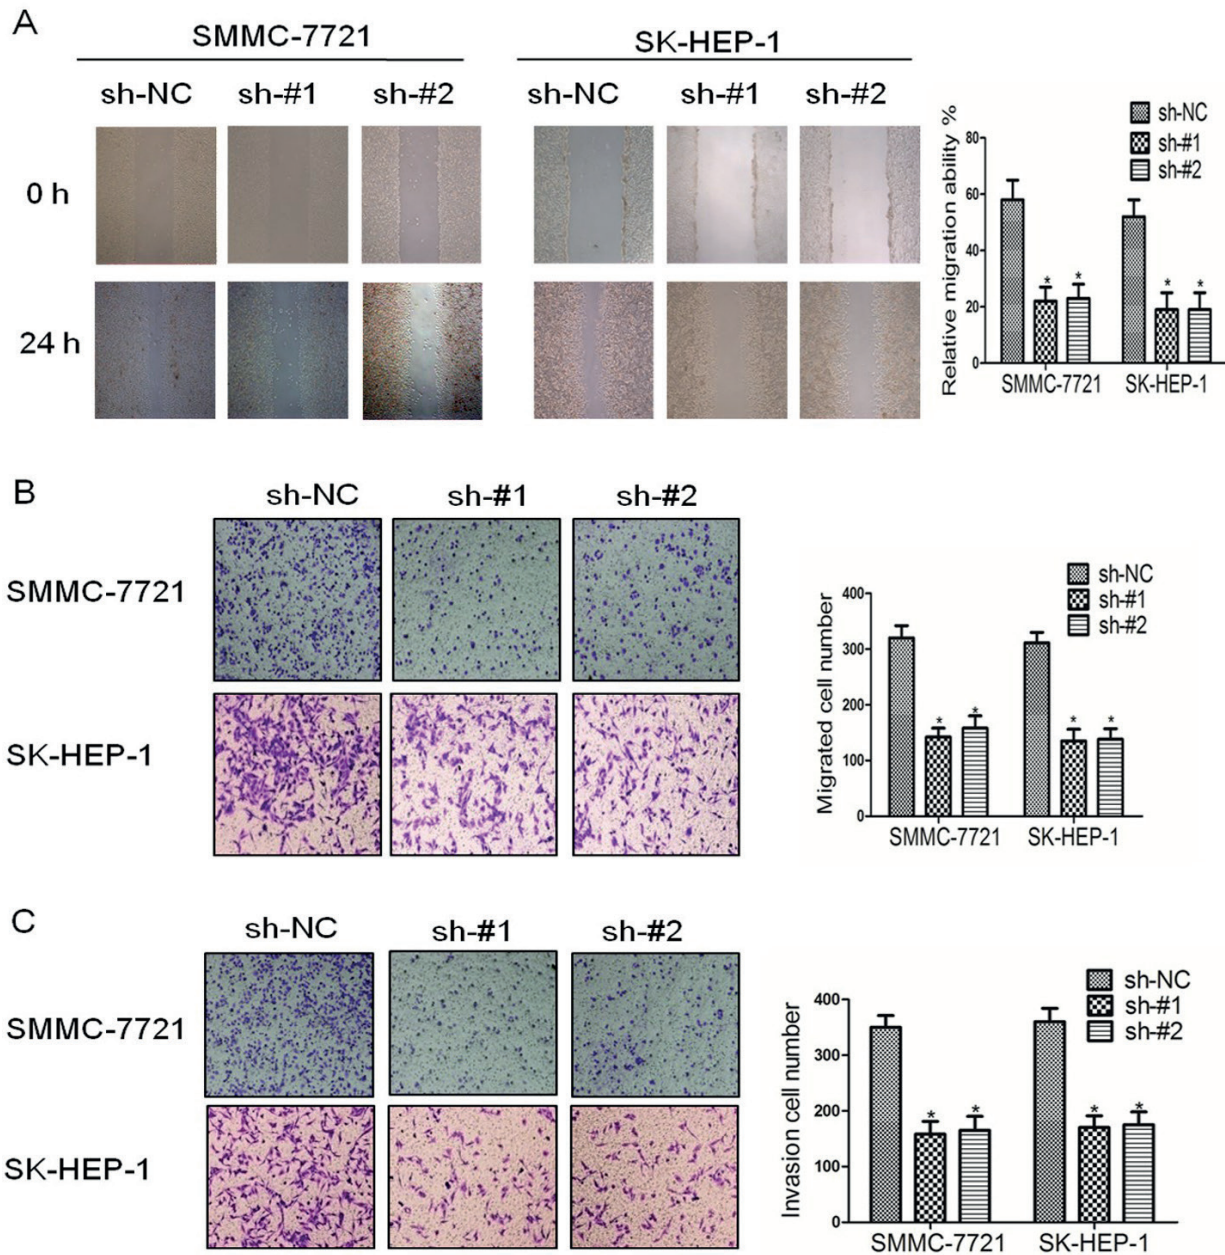 A
SMMC-7721 SK-HEP-1
sh-NC sh-#1 sh-#2 sh-NC sh-#1 sh-#2
0 h
24 h
Relative migration ability %
80
60
40
20
0
sh-NC
sh-#1
sh-#2
* * * *
SMMC-7721 SK-HEP-1
B
sh-NC sh-#1 sh-#2
SMMC-7721
SK-HEP-1
Migrated cell number
400
300
200
100
0
sh-NC
sh-#1
sh-#2
* * * *
SMMC-7721 SK-HEP-1
C
sh-NC sh-#1 sh-#2
SMMC-7721
SK-HEP-1
Invasion cell number
400
300
200
100
0
sh-NC
sh-#1
sh-#2
* * * *
SMMC-7721 SK-HEP-1